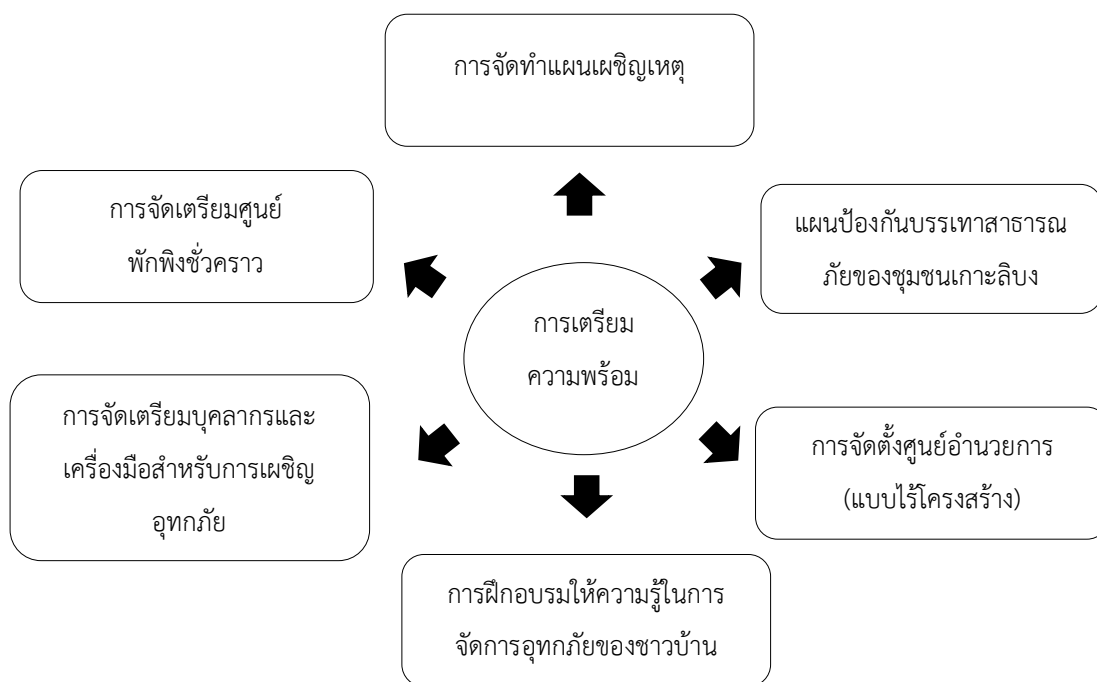 การจัดทำแผนเผชิญเหตุ
การจัดเตรียมศูนย์
พักพิงชั่วคราว
แผนป้องกันบรรเทาสาธารณ
ภัยของชุมชนเกาะลิบง
การเตรียม
ความพร้อม
การจัดเตรียมบุคลากรและ
เครื่องมือสำหรับการเผชิญ
อุทกภัย
การจัดตั้งศูนย์อำนวยการ
(แบบไร้โครงสร้าง)
การฝึกอบรมให้ความรู้ในการ
จัดการอุทกภัยของชาวบ้าน